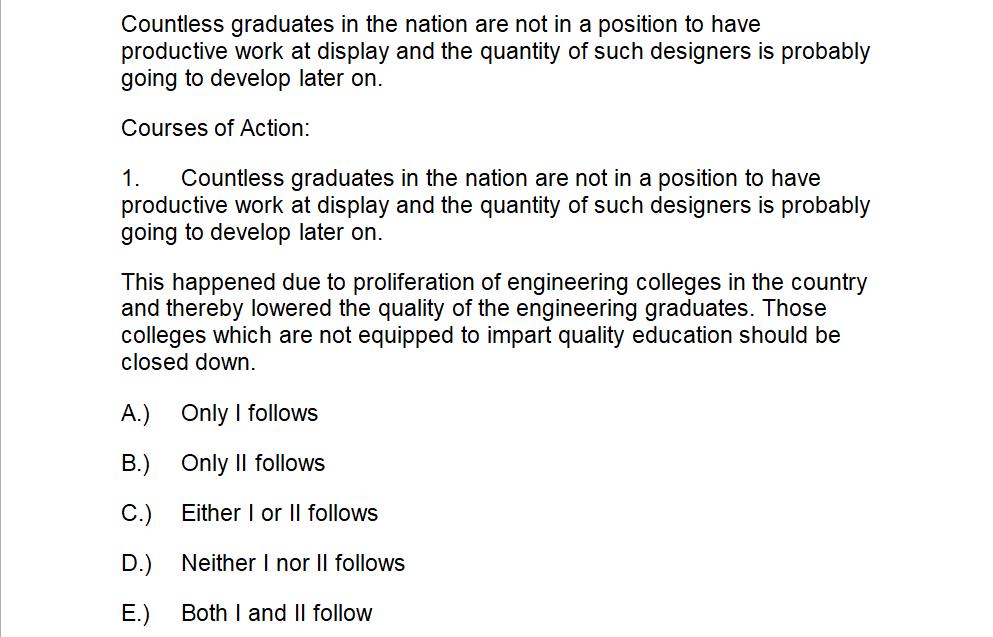 Countless graduates in the nation are not in a position to have
productive work at display and the quantity of such designers is probably
going to develop later on.
Courses of Action:
1. Countless graduates in the nation are not in a position to have
productive work at display and the quantity of such designers is probably
going to develop later on.
This happened due to proliferation of engineering colleges in the country
and thereby lowered the quality of the engineering graduates. Those
colleges which are not equipped to impart quality education should be
closed down.
A.) Only I follows
B.) Only II follows
C.) Either I or II follows
D.) Neither I nor II follows
E.) Both I and II follow